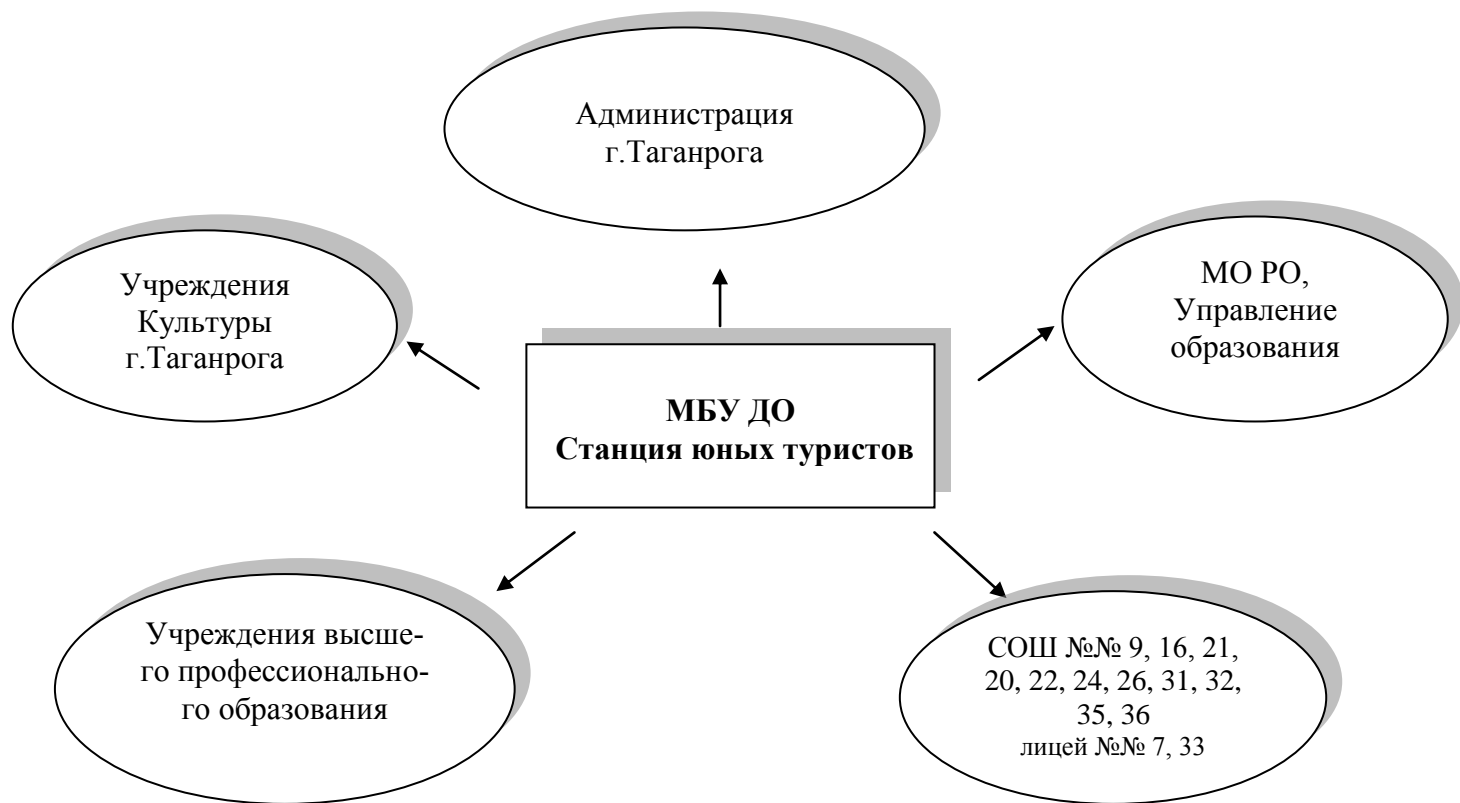 Администрация
г.Таганрога
Учреждения
Культуры
г.Таганрога
МО РО,
Управление
образования
МБУ ДО
Станция юных туристов
Учреждения высше-
го профессионально-
го образования
СОШ №№ 9, 16, 21,
20, 22, 24, 26, 31, 32,
35, 36
лицей №№ 7, 33